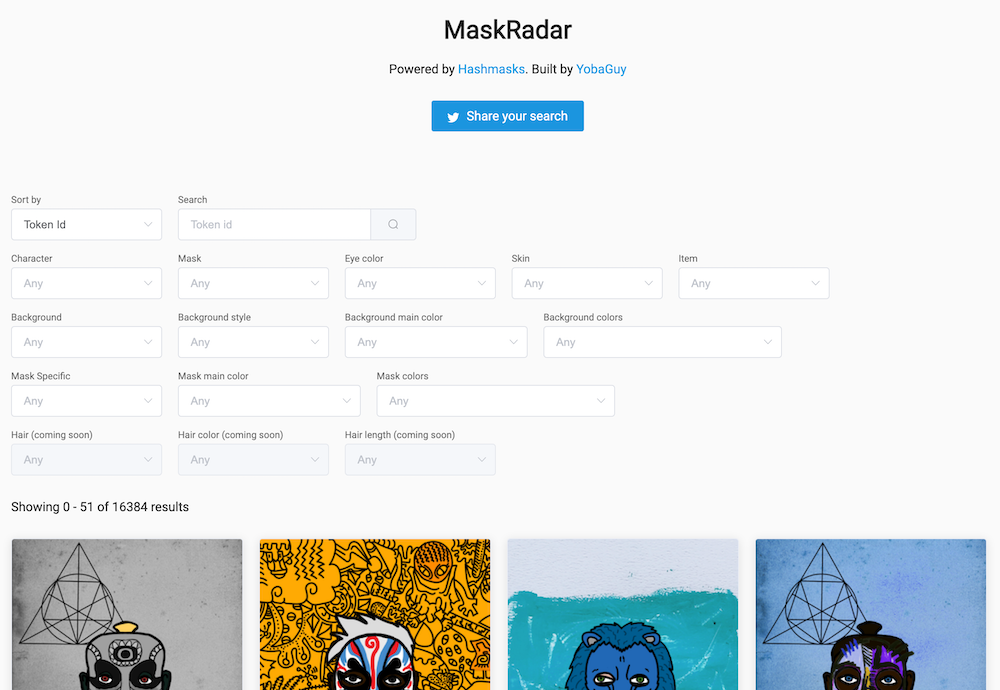 MaskRadar
Powered by Hashmasks. Built by YobaGuy
Share your search
Sort by Search
Token Id Token id
Character Mask Eye color Skin Item
Any Any Any Any Any
Background Background style Background main color Background colors
Any Any Any Any
Mask Specific Mask main color Mask colors
Any Any Any
Hair (coming soon) Hair color (coming soon) Hair length (coming soon)
Any Any Any
Showing 0 - 51 of 16384 results